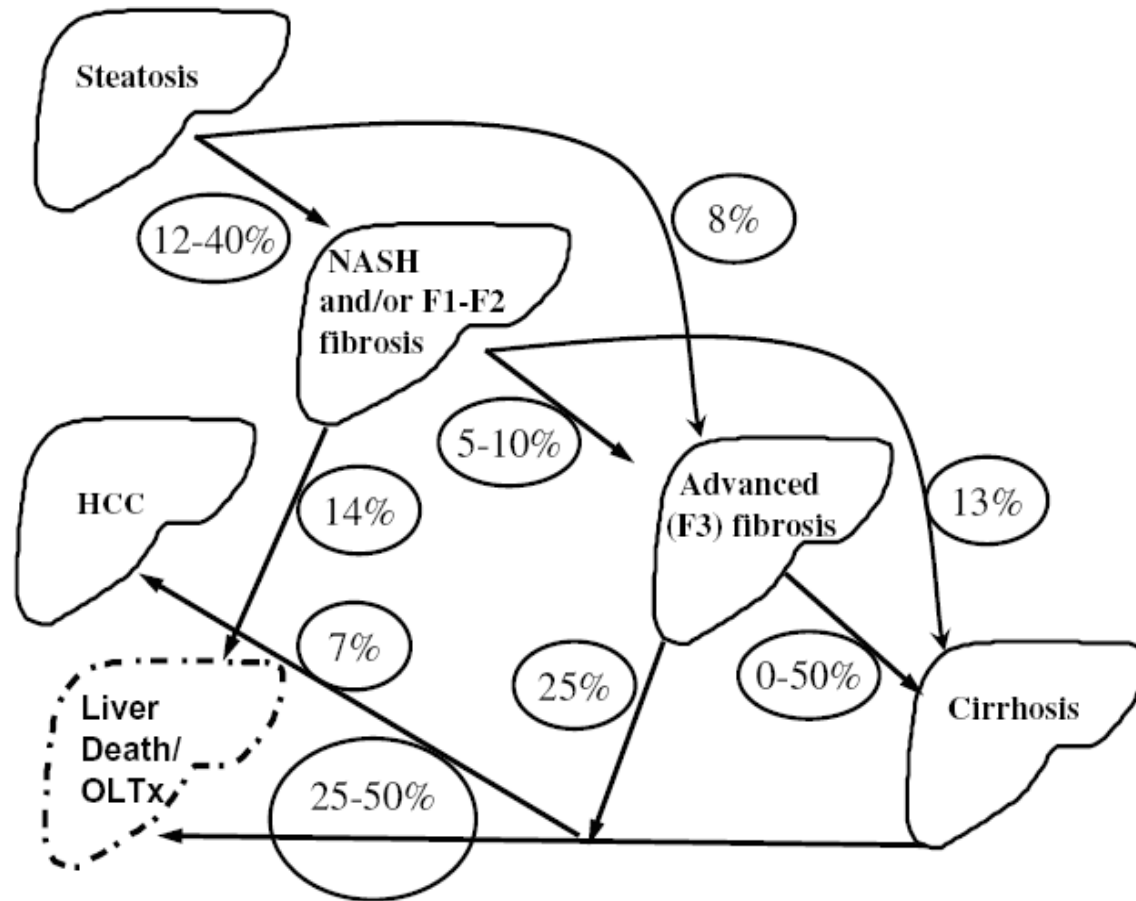 Steatosis
12-40%
8%
NASH
and/or F1-F2
fibrosis
5-10%
HCC
14%
Advanced
(F3) fibrosis
13%
7%
25%
0-50%
Liver
Death/
OLTx
25-50%
Cirrhosis